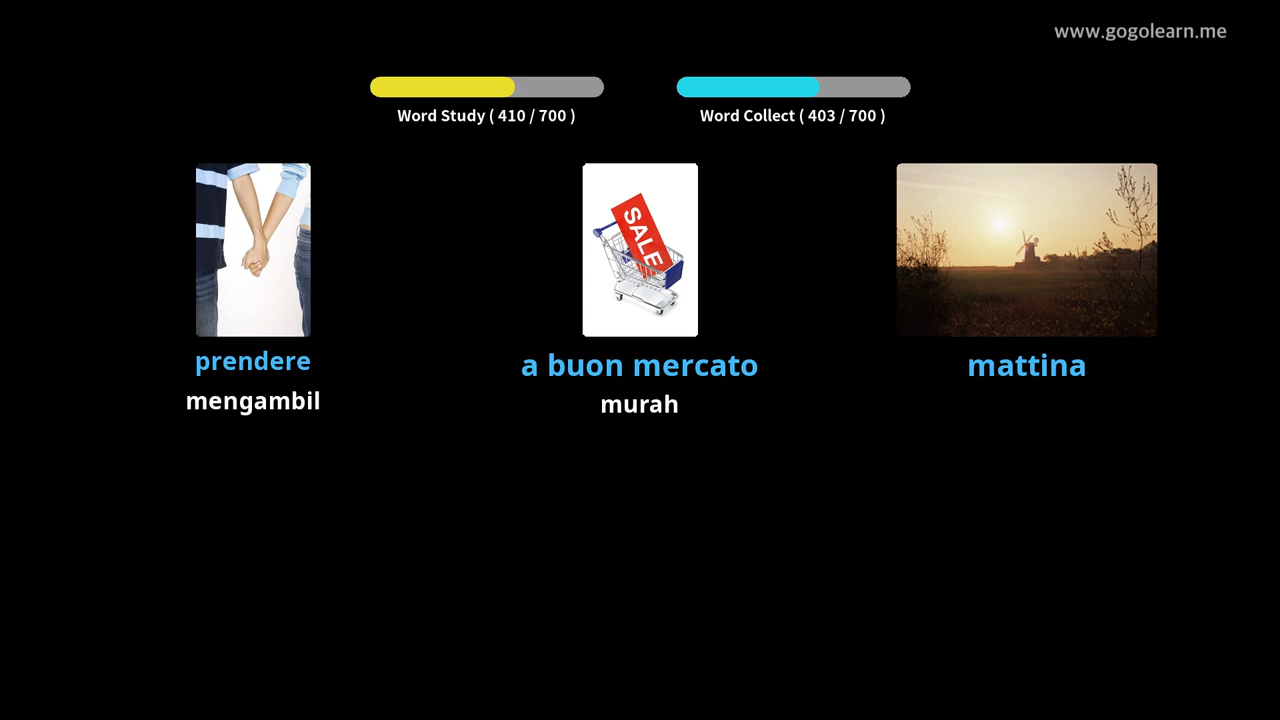 www.gogolearn.me
Word Study ( 410 / 700 )
Word Collect ( 403 / 700 )
SALE
prendere
mengambil
a buon mercato
murah
mattina